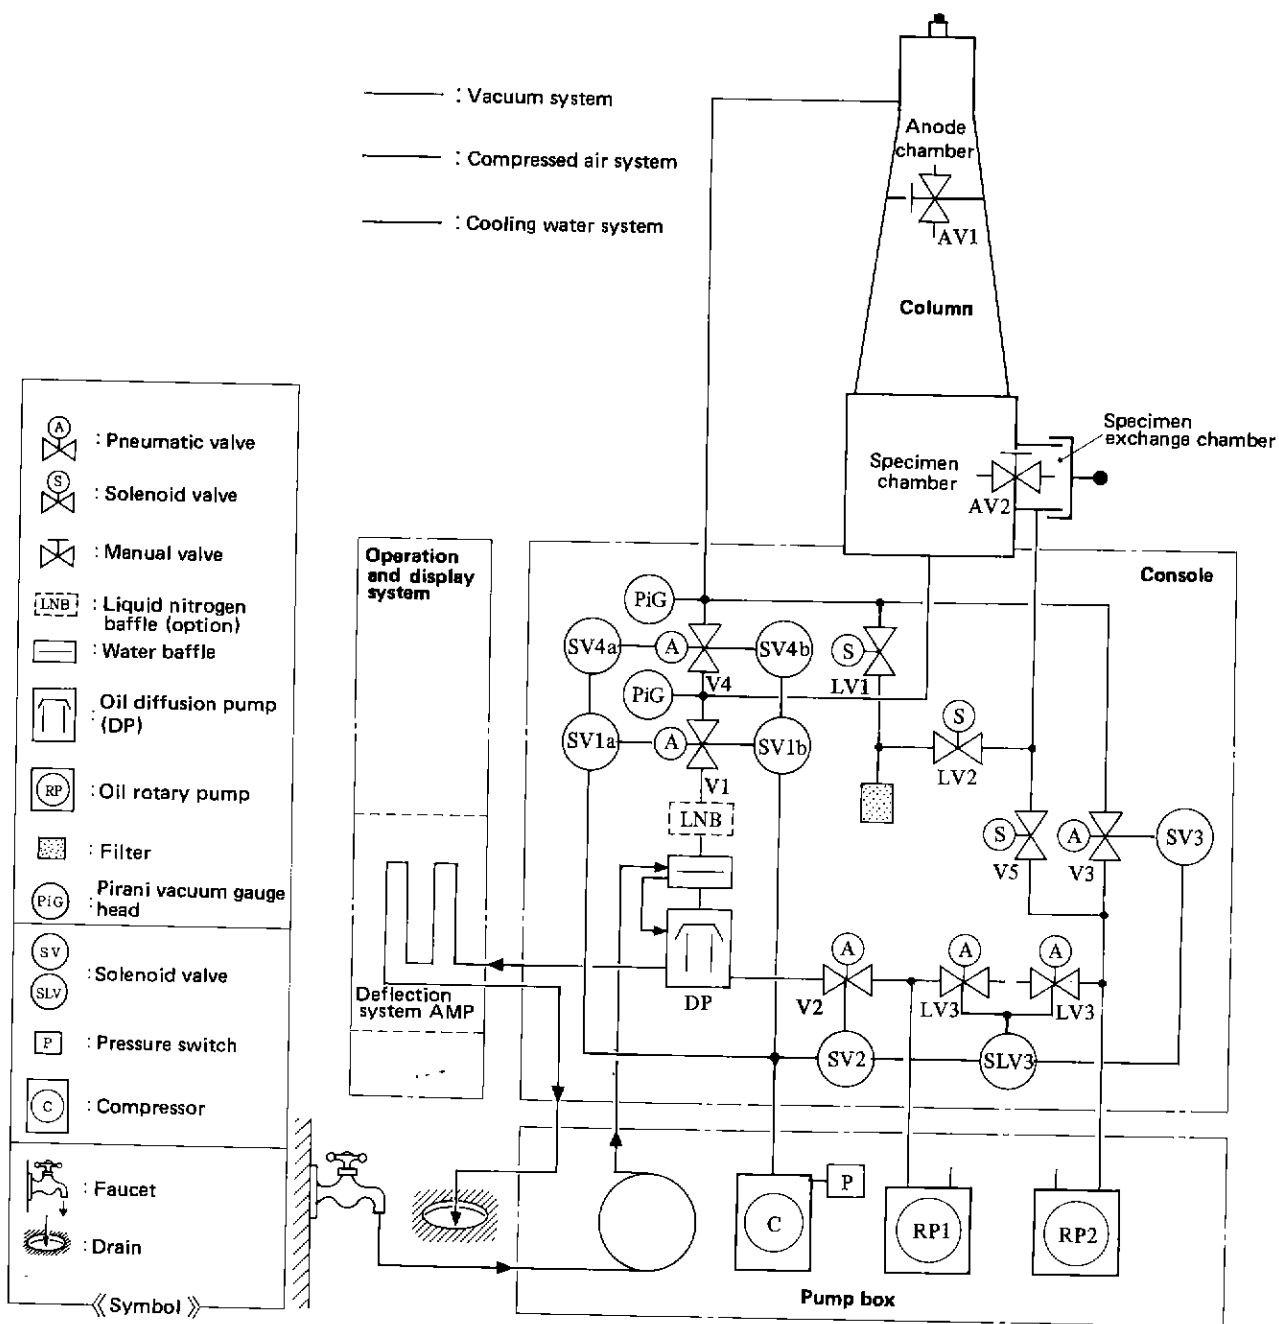 : Vacuum system
: Compressed air system
: Cooling water system
Anode
chamber
AV1
Column
Specimen
exchange chamber
Specimen
chamber
AV2
A
: Pneumatic valve
S
: Solenoid valve
: Manual valve
LNB
: Liquid nitrogen
baffle (option)
: Water baffle
: Oil diffusion pump
(DP)
RP
: Oil rotary pump
: Filter
PiG
: Pirani vacuum gauge
head
SV
SLV
: Solenoid valve
P
: Pressure switch
C
: Compressor
: Faucet
: Drain
《Symbol》
Operation
and display
system
Deflection
system AMP
Console
PiG
SV4a
A
SV4b
V4
S
LV1
PiG
SV1a
A
SV1b
V1
S
LV2
LNB
S
V5
A
V3
SV3
DP
A
V2
A
LV3
A
LV3
SV2
SLV3
P
C
RP1
RP2
Pump box